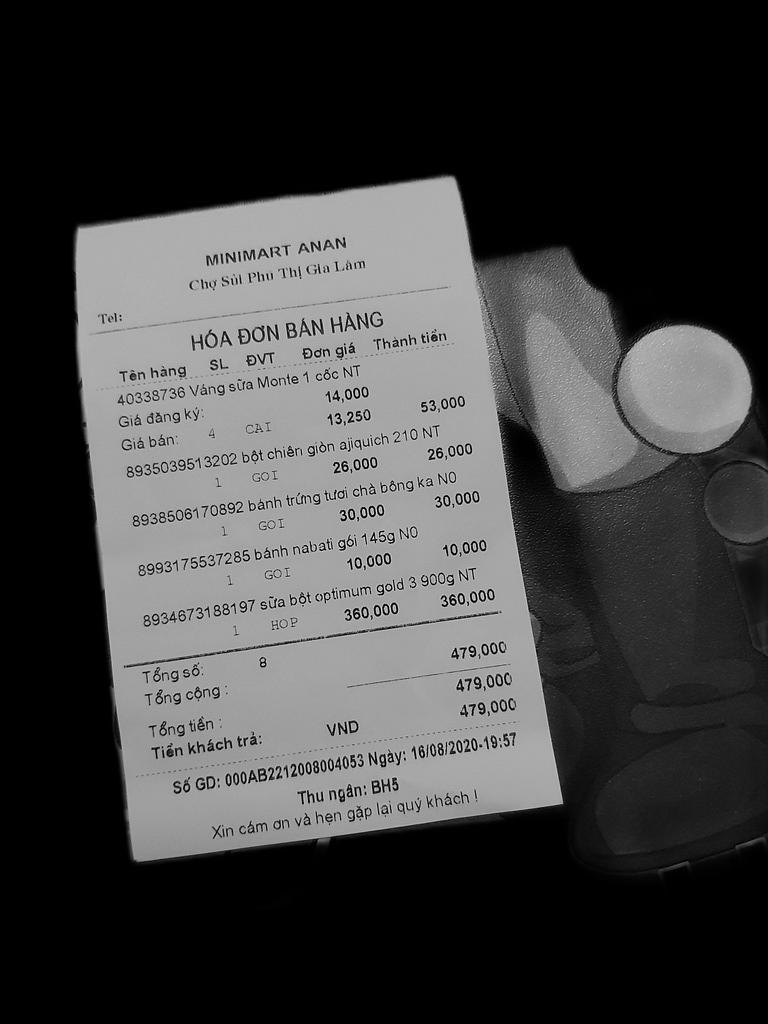 MINIMART ANAN
Chợ Sủi Phu Thị Gia Lâm
Tel:
HÓA ĐƠN BÁN HÀNG
Tên hàng SL ĐVT Đơn giá Thành tiền
40338736 Váng sữa Monte 1 cốc NT
Giá đăng ký: 14,000
Giá bán: 4 CAI 13,250 53,000
8935039513202 bột chiên giòn ajiquich 210 NT
1 GOI 26,000 26,000
8938506170892 bánh trứng tươi chà bông ka N0
1 GOI 30,000 30,000
8993175537285 bánh nabati gói 145g N0
1 GOI 10,000 10,000
8934673188197 sữa bột optimum gold 3 900g NT
1 HOP 360,000 360,000
Tổng số: 8 479,000
Tổng cộng :
Tổng tiền : 479,000
Tiền khách trả: VND 479,000
Số GD: 000AB2212008004053 Ngày: 16/08/2020-19:57
Thu ngân: BH5
Xin cám ơn và hẹn gặp lại quý khách !